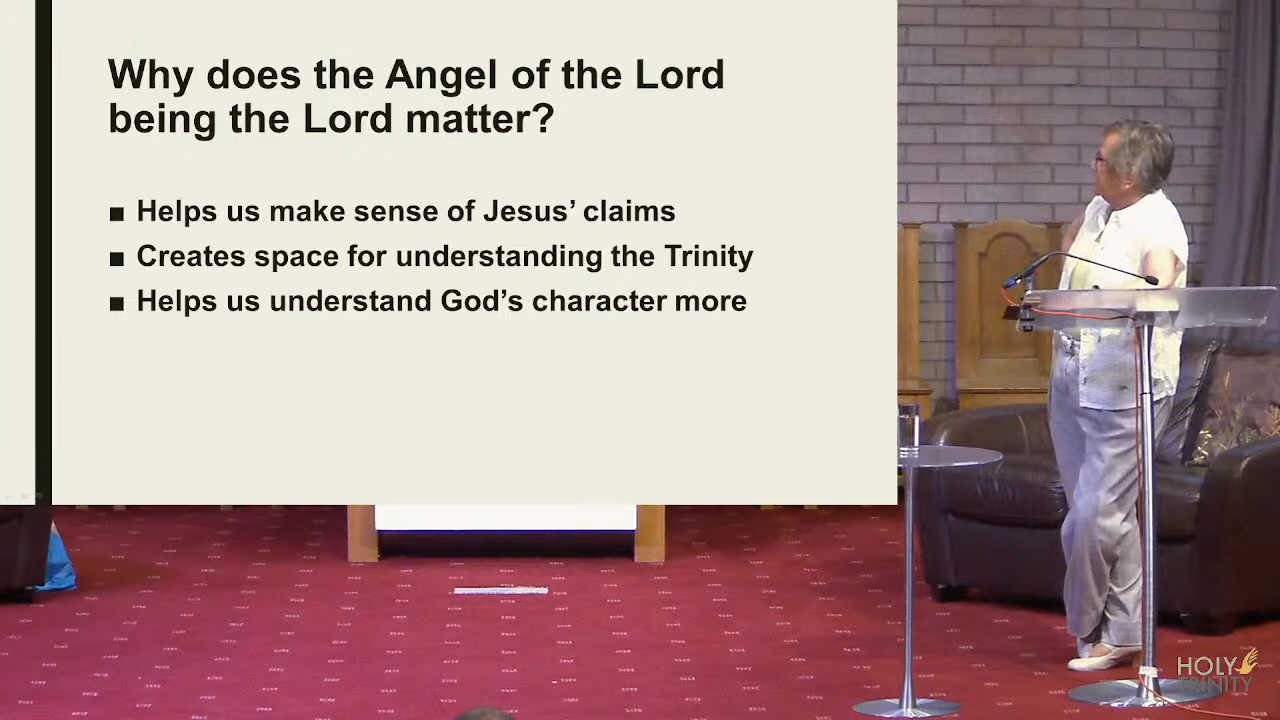 Why does the Angel of the Lord
being the Lord matter?
■ Helps us make sense of Jesus’ claims
■ Creates space for understanding the Trinity
■ Helps us understand God’s character more
HOLY
TRINITY